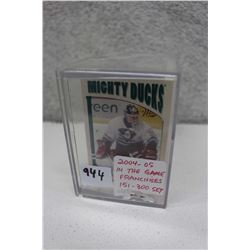 MIGHTY DUCKS
een
944
2004-05
IN THE GAME
FRANCHISES
151-300 SET